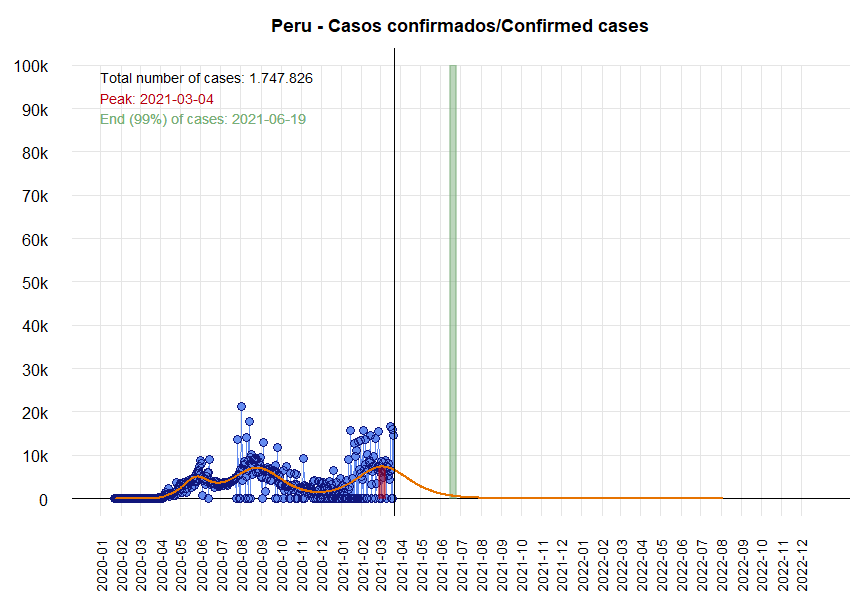 Peru - Casos confirmados/Confirmed cases
100k
90k
80k
70k
60k
50k
40k
30k
20k
10k
0
Total number of cases: 1.747.826
Peak: 2021-03-04
End (99%) of cases: 2021-06-19
2020-01
2020-02
2020-03
2020-04
2020-05
2020-06
2020-07
2020-08
2020-09
2020-10
2020-11
2020-12
2021-01
2021-02
2021-03
2021-04
2021-05
2021-06
2021-07
2021-08
2021-09
2021-10
2021-11
2021-12
2022-01
2022-02
2022-03
2022-04
2022-05
2022-06
2022-07
2022-08
2022-09
2022-10
2022-11
2022-12